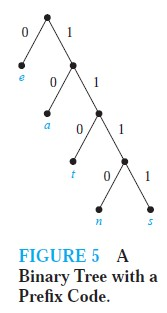 0 1
e 0 1
a 0 1
t 0 1
n s
FIGURE 5 A
Binary Tree with a
Prefix Code.